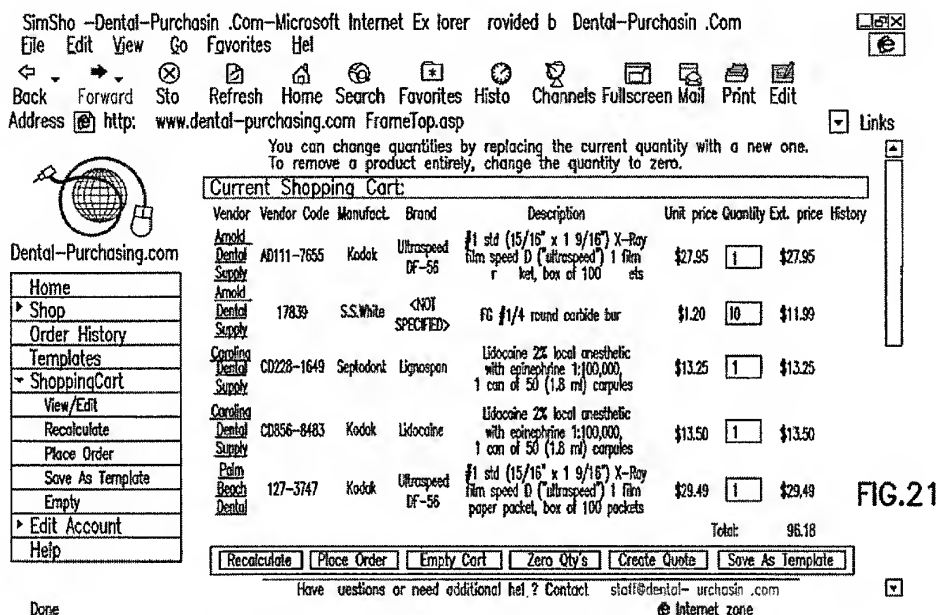 SimSho -Dental-Purchasin .Com-Microsoft Internet Ex lorer rovided b Dental-Purchasin .Com
File Edit View Go Favorites Hel
Back Forward Sto Refresh Home Search Favorites Histo Channels Fullscreen Mail Print Edit
Address http: www.dental-purchasing.com FrameTop.asp Links
You can change quantities by replacing the current quantity with a new one.
To remove a product entirely, change the quantity to zero.
Dental-Purchasing.com
Home
Shop
Order History
Templates
ShoppingCart
View/Edit
Recalculate
Place Order
Save As Template
Empty
Edit Account
Help
Current Shopping Cart:
Vendor Vendor Code Manufact. Brand Description Unit price Quantity Ext. price History
Arnold Dental Supply AD111-7655 Kodak Ultraspeed DF-56 #1 std (15/16" x 1 9/16") X-Ray film speed D ("ultraspeed") 1 film r ket, box of 100 ets $27.95 1 $27.95
Arnold Dental Supply 17839 S.S.White <NOT SPECIFIED> FG #1/4 round carbide bur $1.20 10 $11.99
Carolina Dental Supply CD228-1649 Septodont Lignospan Lidocaine 2% local anesthetic with epinephrine 1:100,000, 1 can of 50 (1.8 ml) carpules $13.25 1 $13.25
Carolina Dental Supply CD856-8483 Kodak Lidocaine Lidocaine 2% local anesthetic with epinephrine 1:100,000, 1 can of 50 (1.8 ml) carpules $13.50 1 $13.50
Palm Beach Dental 127-3747 Kodak Ultraspeed DF-56 #1 std (15/16" x 1 9/16") X-Ray film speed D ("ultraspeed") 1 film paper packet, box of 100 packets $29.49 1 $29.49
Total: 96.18
Recalculate Place Order Empty Cart Zero Qty's Create Quote Save As Template
Have uestions or need additional hel ? Contact staff@dental- urchasin .com
Done Internet zone
FIG.21